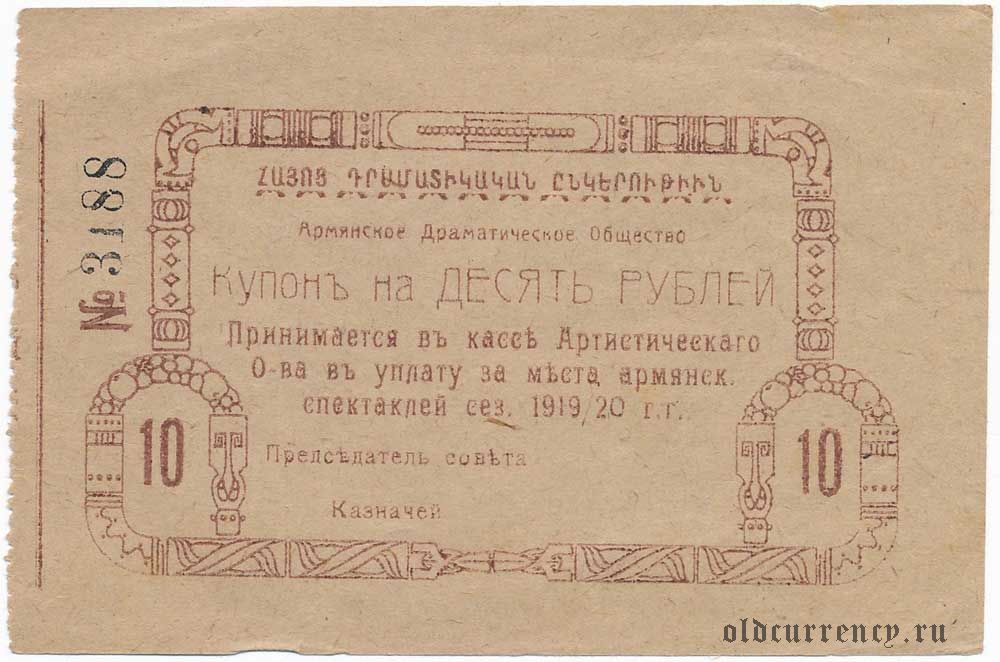 № 3188
ՀԱՅՈՑ ԴՐԱՄԱՏԻԿԱԿԱՆ ԸՆԿԵՐՈՒԹԻՒՆ
Армянское Драматическое Общество
Купонъ на ДЕСЯТЬ РУБЛЕЙ
Принимается въ кассѣ Артистическаго
О-ва въ уплату за мѣста армянск.
спектаклей сез. 1919/20 г.г.
10
10
Предсѣдатель совѣта
Казначей
oldcurrency.ru